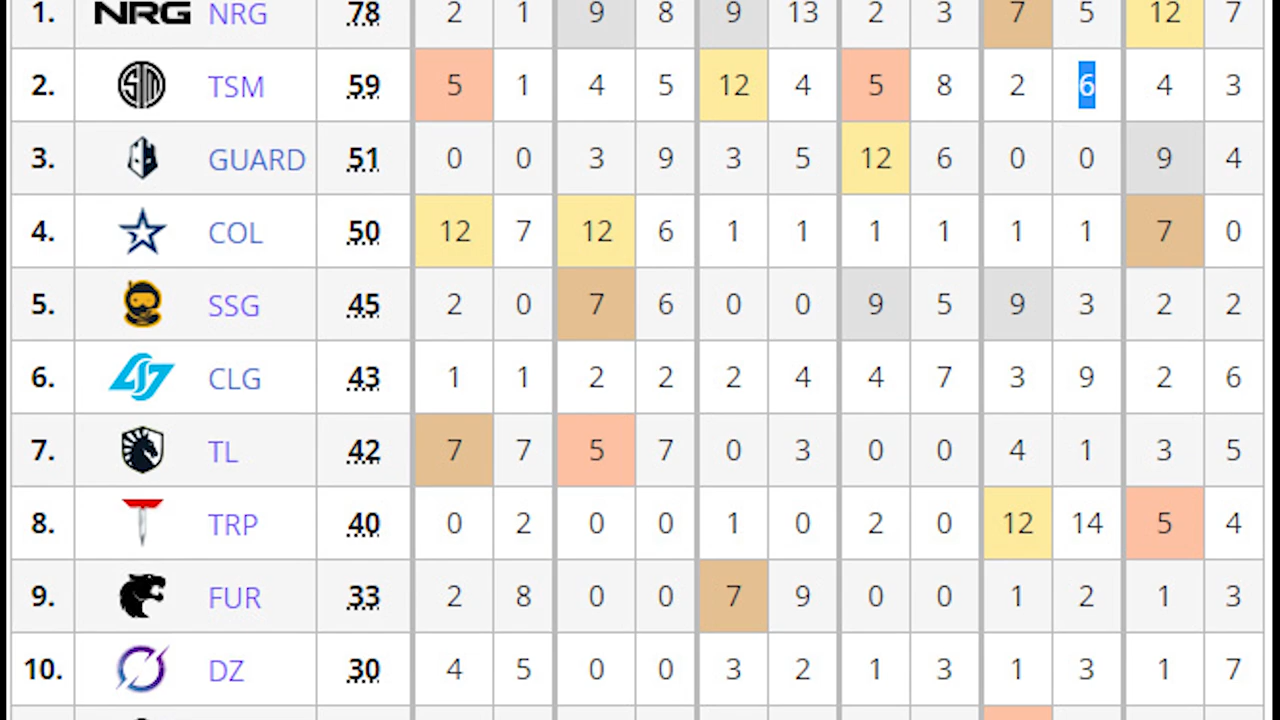 1. NRG NRG 78 2 1 9 8 9 13 2 3 7 5 12 7
2. TSM TSM 59 5 1 4 5 12 4 5 8 2 6 4 3
3. GUARD 51 0 0 3 9 3 5 12 6 0 0 9 4
4. COL 50 12 7 12 6 1 1 1 1 1 1 7 0
5. SSG 45 2 0 7 6 0 0 9 5 9 3 2 2
6. CLG 43 1 1 2 2 2 4 4 7 3 9 2 6
7. TL 42 7 7 5 7 0 3 0 0 4 1 3 5
8. TRP 40 0 2 0 0 1 0 2 0 12 14 5 4
9. FUR 33 2 8 0 0 7 9 0 0 1 2 1 3
10. DZ 30 4 5 0 0 3 2 1 3 1 3 1 7